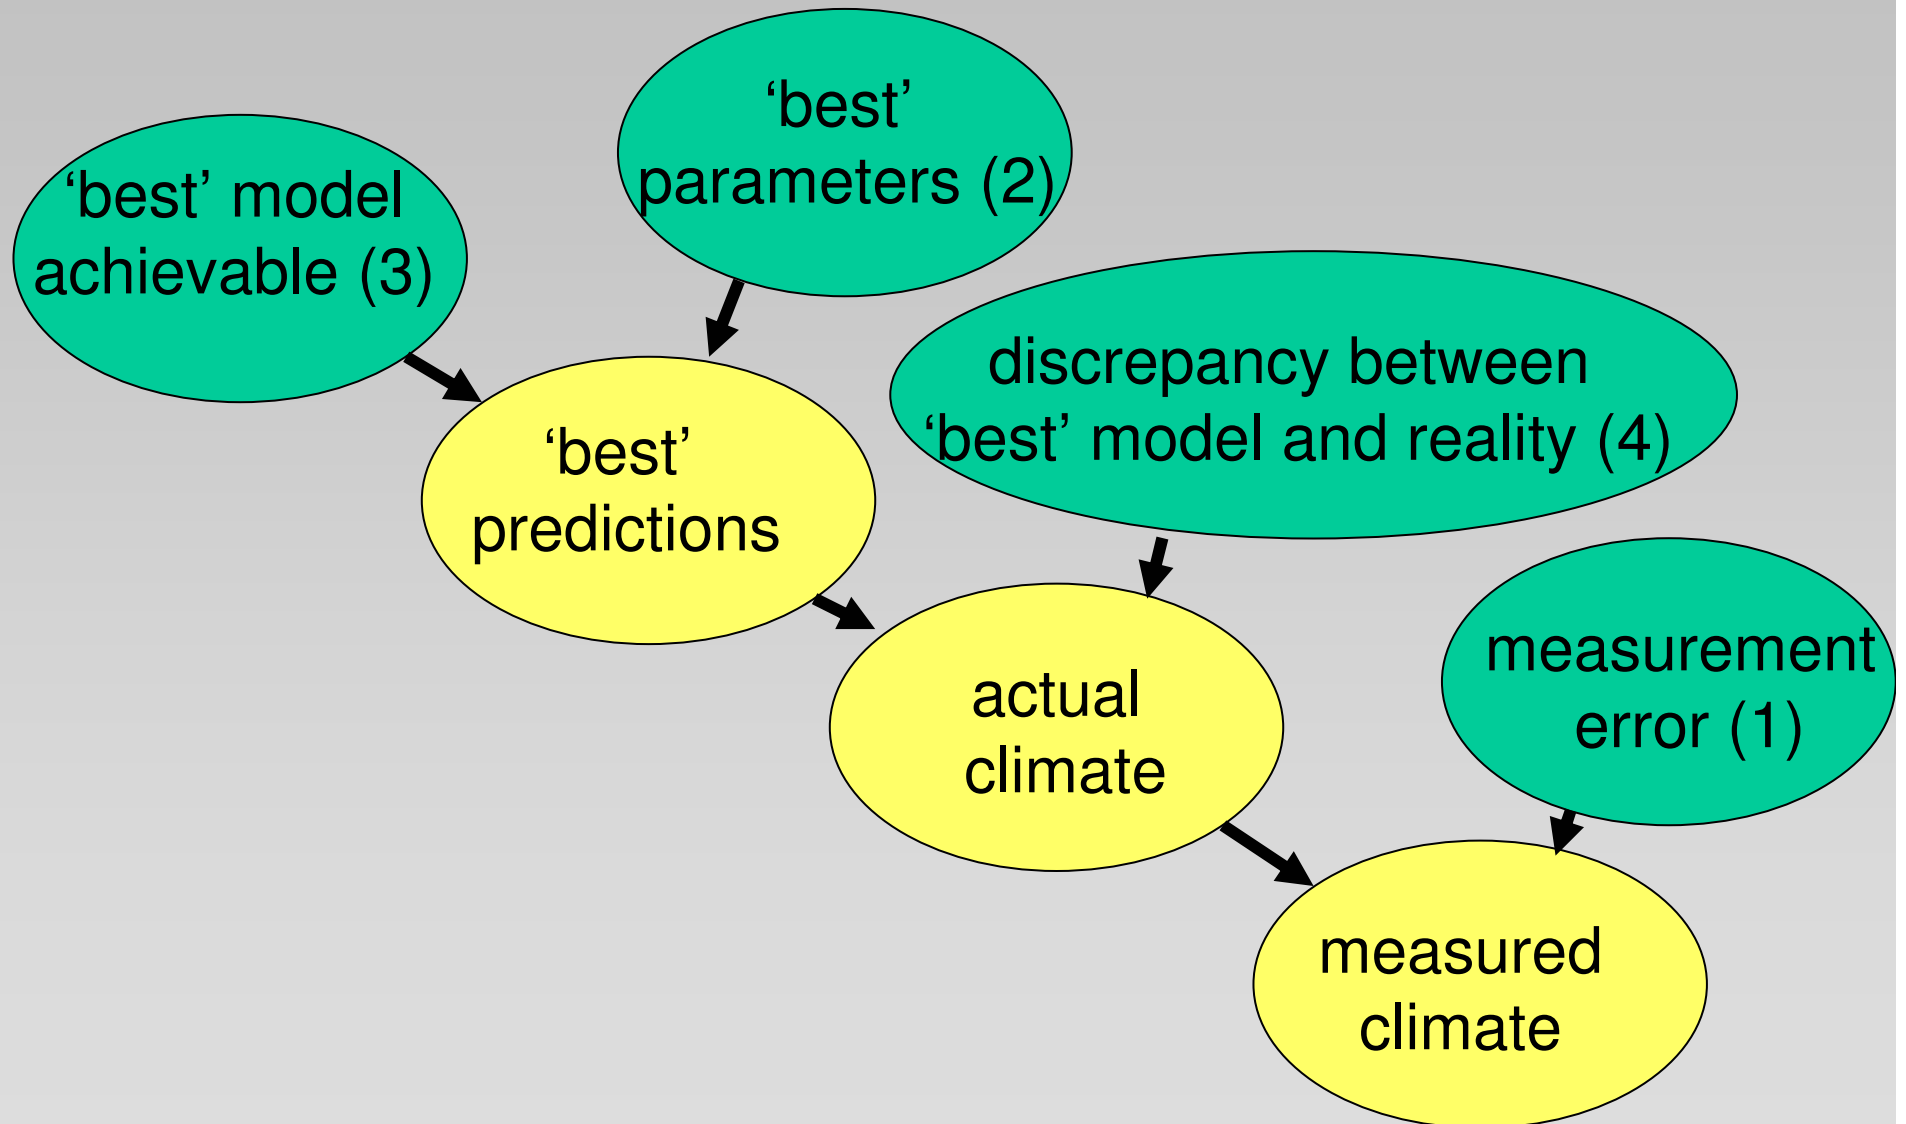 ‘best’
parameters (2)
‘best’ model
achievable (3)
discrepancy between
‘best’ model and reality (4)
‘best’
predictions
measurement
error (1)
actual
climate
measured
climate